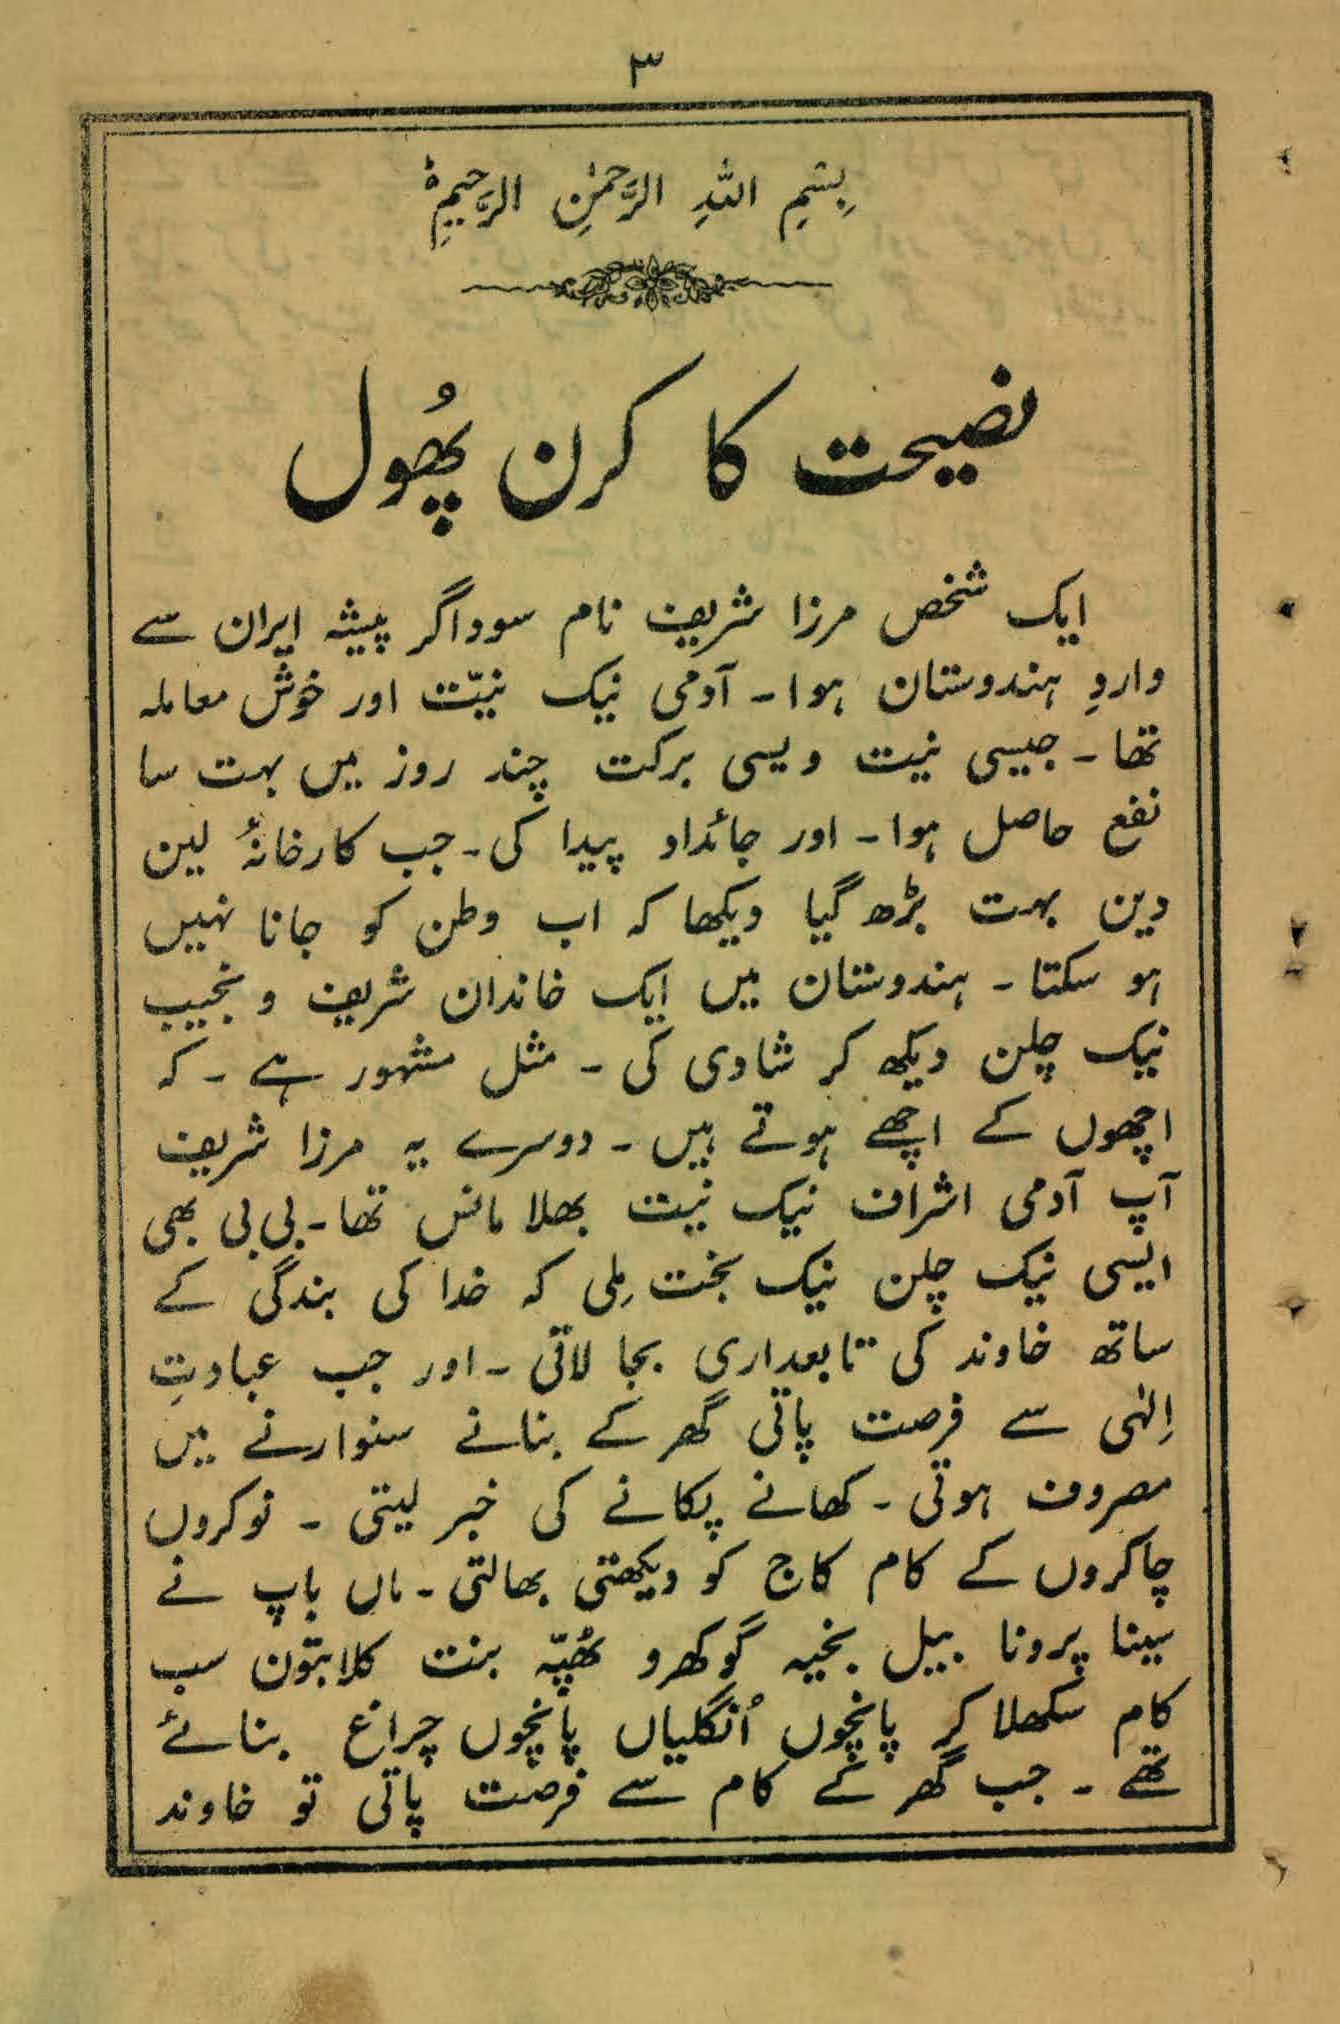 ۳
بِسْمِ اللّٰہِ الرَّحْمٰنِ الرَّحِیْمِ
نصیحت کا کرن پھُول
ایک شخص مرزا شریف نام سوداگر پیشہ ایران سے
واردِ ہندوستان ہوا۔ آدمی نیک نیّت اور خوش معاملہ
تھا۔ جیسی نیت ویسی برکت چند روز میں بہت سا
نفع حاصل ہوا۔ اور جائداد پیدا کی۔ جب کارخانۂ لین
دین بہت بڑھ گیا دیکھا کہ اب وطن کو جانا نہیں
ہو سکتا۔ ہندوستان میں ایک خاندان شریف و نجیب
نیک چلن دیکھ کر شادی کی۔ مثل مشہور ہے۔ کہ
اچھوں کے اچھے ہوتے ہیں۔ دوسرے یہ مرزا شریف
آپ آدمی اشراف نیک نیت بھلا مانس تھا۔ بی بی بھی
ایسی نیک چلن نیک بخت مِلی کہ خدا کی بندگی کے
ساتھ خاوند کی تابعداری بجا لاتی۔ اور جب عبادتِ
اِلٰہی سے فرصت پاتی گھر کے بنانے سنوارنے میں
مصروف ہوتی۔ کھانے پکانے کی خبر لیتی۔ نوکروں
چاکروں کے کام کاج کو دیکھتی بھالتی۔ ماں باپ نے
سینا پرونا بیل بخیہ گوکھرو ٹھپّہ بنت کلابتّون سب
کام سکھلا کر پانچوں اُنگلیاں پانچوں چراغ بنائے
تھے۔ جب گھر کے کام سے فرصت پاتی تو خاوند